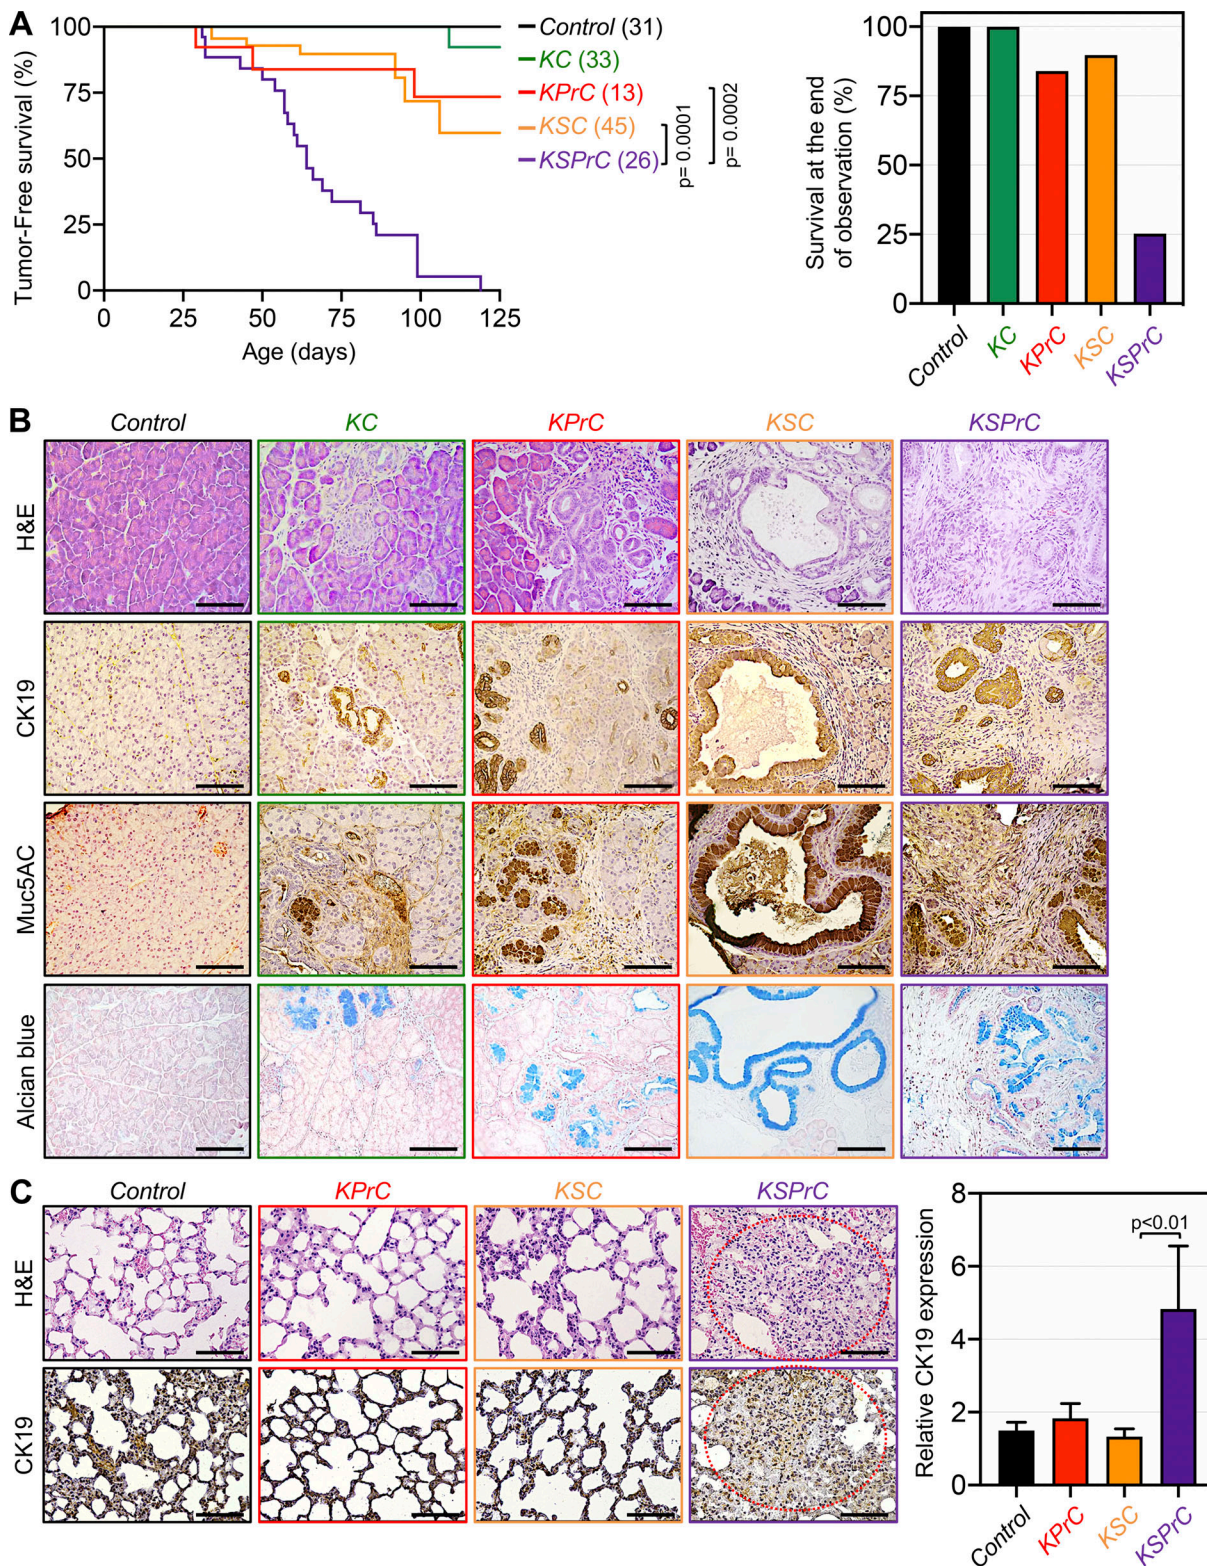 A
Tumor-Free survival (%)
100
75
50
25
0
0 25 50 75 100 125
Age (days)
Control (31)
KC (33)
KPrC (13)
KSC (45)
KSPrC (26)
p= 0.0001
p= 0.0002
Survival at the end
of observation (%)
100
75
50
25
0
Control KC KPrC KSC KSPrC
B
Control KC KPrC KSC KSPrC
H&E
CK19
Muc5AC
Alcian blue
C
Control KPrC KSC KSPrC
H&E
CK19
Relative CK19 expression
8
6
4
2
0
p<0.01
Control KPrC KSC KSPrC